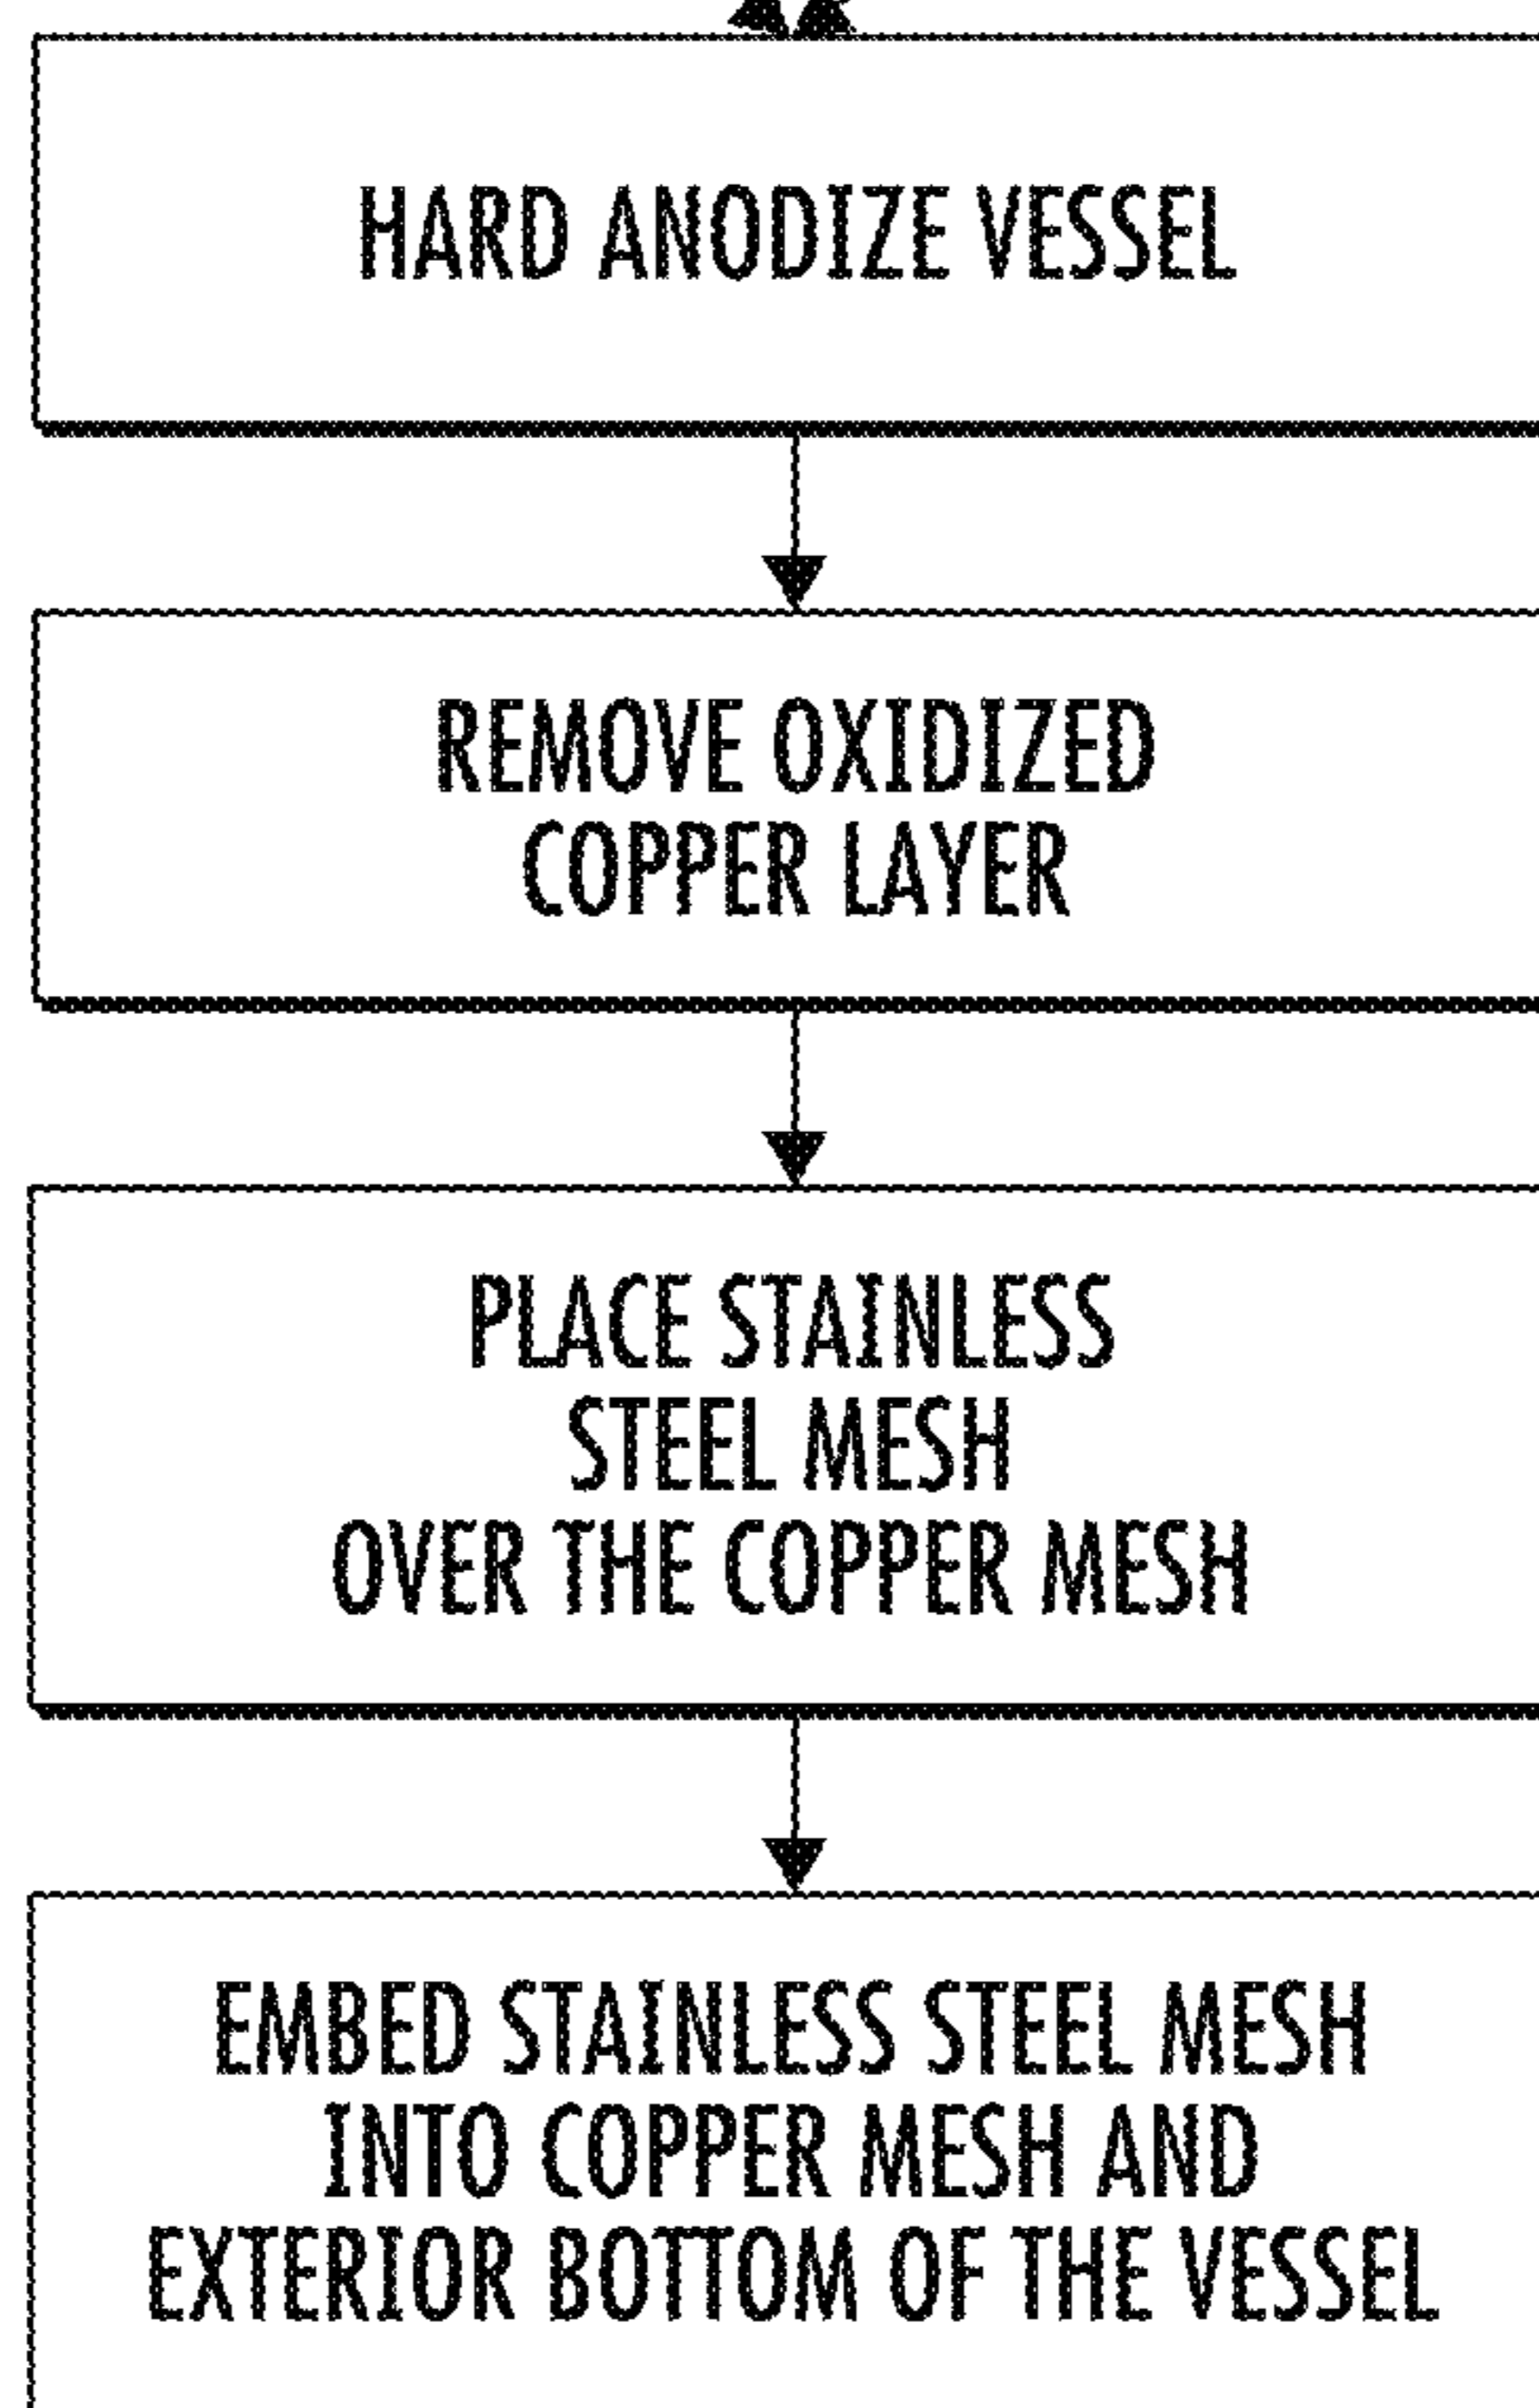 HARD ANODIZE VESSEL
REMOVE OXIDIZED
COPPER LAYER
PLACE STAINLESS
STEEL MESH
OVER THE COPPER MESH
EMBED STAINLESS STEEL MESH
INTO COPPER MESH AND
EXTERIOR BOTTOM OF THE VESSEL